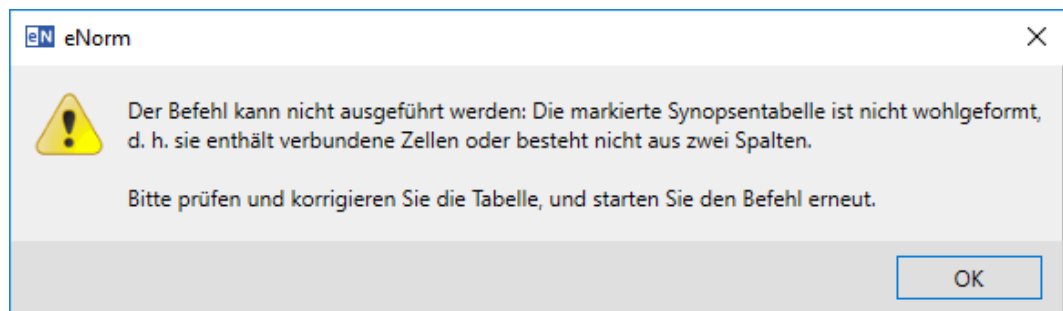 eN eNorm
Der Befehl kann nicht ausgeführt werden: Die markierte Synopsentabelle ist nicht wohlgeformt,
d. h. sie enthält verbundene Zellen oder besteht nicht aus zwei Spalten.
Bitte prüfen und korrigieren Sie die Tabelle, und starten Sie den Befehl erneut.
OK